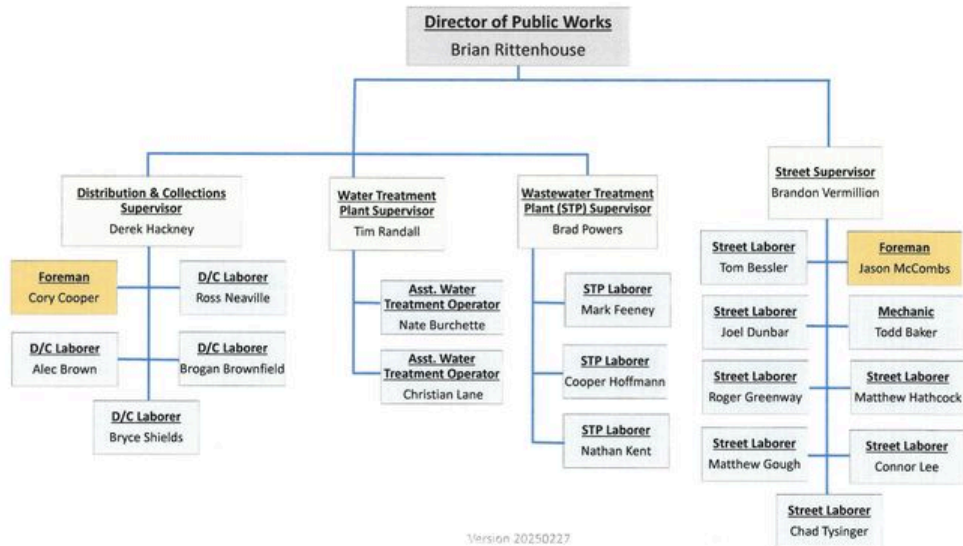 Director of Public Works
Brian Rittenhouse
Distribution & Collections
Supervisor
Derek Hackney
Water Treatment
Plant Supervisor
Tim Randall
Wastewater Treatment
Plant (STP) Supervisor
Brad Powers
Street Supervisor
Brandon Vermillion
Foreman
Cory Cooper
D/C Laborer
Ross Neaville
D/C Laborer
Alec Brown
D/C Laborer
Brogan Brownfield
D/C Laborer
Bryce Shields
Asst. Water
Treatment Operator
Nate Burchette
Asst. Water
Treatment Operator
Christian Lane
STP Laborer
Mark Feeney
STP Laborer
Cooper Hoffmann
STP Laborer
Nathan Kent
Street Laborer
Tom Bessler
Foreman
Jason McCombs
Street Laborer
Joel Dunbar
Mechanic
Todd Baker
Street Laborer
Roger Greenway
Street Laborer
Matthew Hathcock
Street Laborer
Matthew Gough
Street Laborer
Connor Lee
Street Laborer
Chad Tysinger
Version 20250227